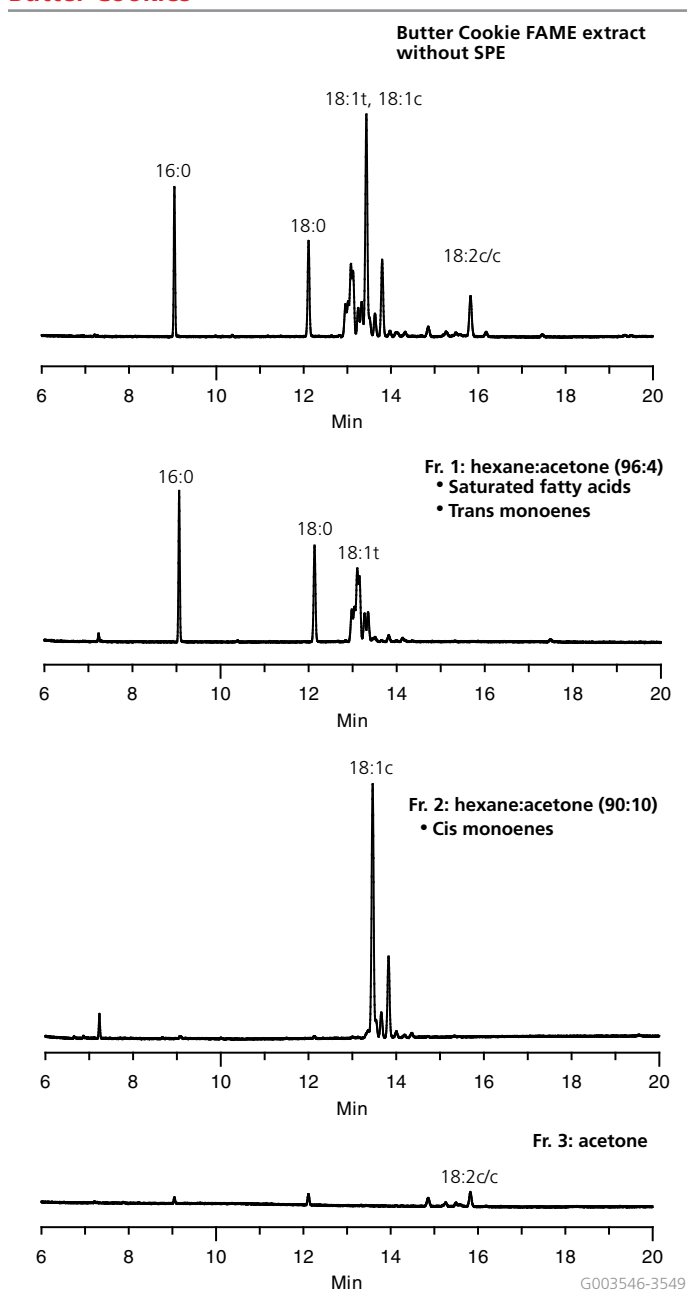 Butter Cookie FAME extract
without SPE
18:1t, 18:1c
16:0
18:0
18:2c/c
6 8 10 12 14 16 18 20
Min
Fr. 1: hexane:acetone (96:4)
• Saturated fatty acids
• Trans monoenes
16:0
18:0
18:1t
6 8 10 12 14 16 18 20
Min
18:1c
Fr. 2: hexane:acetone (90:10)
• Cis monoenes
6 8 10 12 14 16 18 20
Min
Fr. 3: acetone
18:2c/c
6 8 10 12 14 16 18 20
Min
G003546-3549